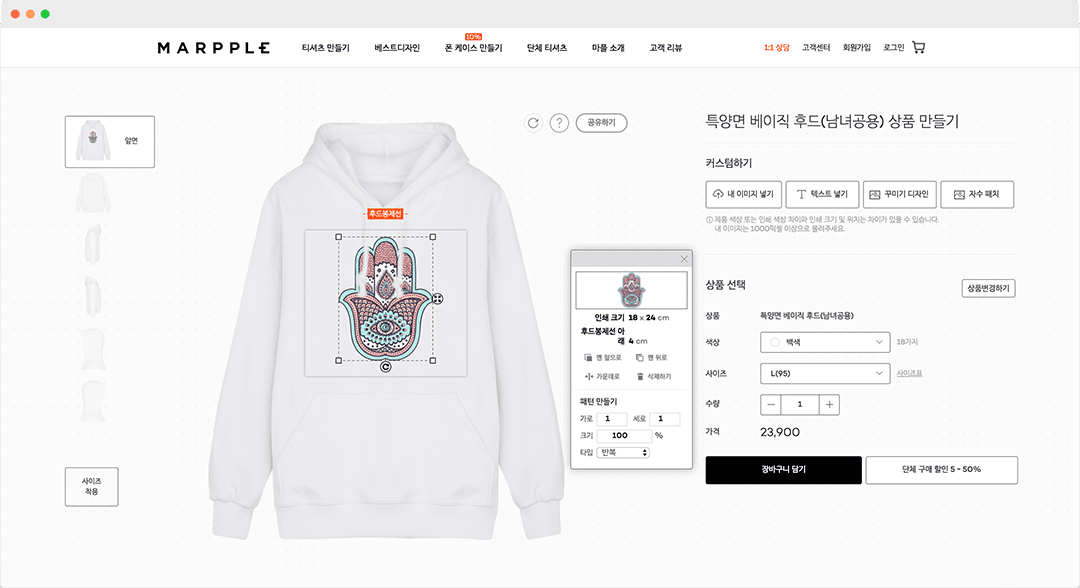 MARPPLE
티셔츠 만들기
베스트디자인
10%
폰 케이스 만들기
단체 티셔츠
마플 소개
고객 리뷰
1:1 상담
고객센터
회원가입
로그인
앞면
?
공유하기
후드봉제선
사이즈
착용
인쇄 크기 18 x 24 cm
후드봉제선 아
래 4 cm
맨 앞으로
맨 뒤로
가운데로
삭제하기
패턴 만들기
가로 1 세로 1
크기 100 %
타입 반복
특양면 베이직 후드(남녀공용) 상품 만들기
커스텀하기
내 이미지 넣기
텍스트 넣기
꾸미기 디자인
자수 패치
제품 색상 또는 인쇄 색상 차이와 인쇄 크기 및 위치는 차이가 있을 수 있습니다.
내 이미지는 1000픽셀 이상으로 올려주세요.
상품 선택
상품변경하기
상품 특양면 베이직 후드(남녀공용)
색상 백색 18가지
사이즈 L(95) 사이즈표
수량 1
가격 23,900
장바구니 담기
단체 구매 할인 5 ~ 50%